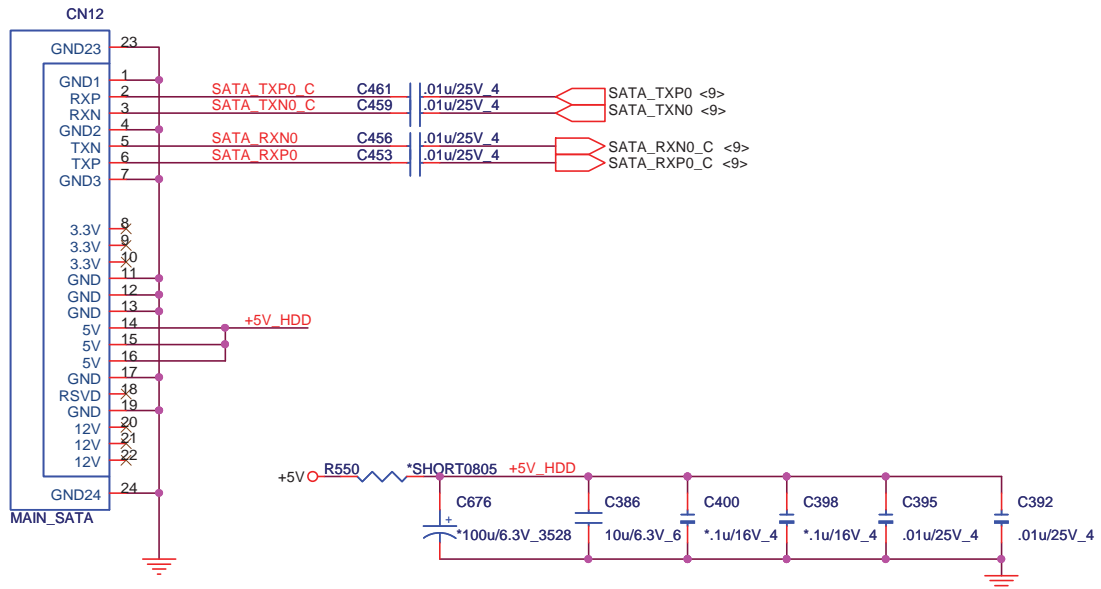 CN12
GND23 23
GND1 1
RXP 2 SATA_TXP0_C C461 .01u/25V_4 SATA_TXP0 <9>
RXN 3 SATA_TXN0_C C459 .01u/25V_4 SATA_TXN0 <9>
GND2 4
TXN 5 SATA_RXN0 C456 .01u/25V_4 SATA_RXN0_C <9>
TXP 6 SATA_RXP0 C453 .01u/25V_4 SATA_RXP0_C <9>
GND3 7
3.3V 8
3.3V 9
3.3V 10
GND 11
GND 12
GND 13
5V 14 +5V_HDD
5V 15
5V 16
GND 17
RSVD 18
GND 19
12V 20
12V 21
12V 22
GND24 24
MAIN_SATA
+5V R550 *SHORT0805 +5V_HDD
C676 C386 C400 C398 C395 C392
+
*100u/6.3V_3528 10u/6.3V_6 *.1u/16V_4 *.1u/16V_4 .01u/25V_4 .01u/25V_4